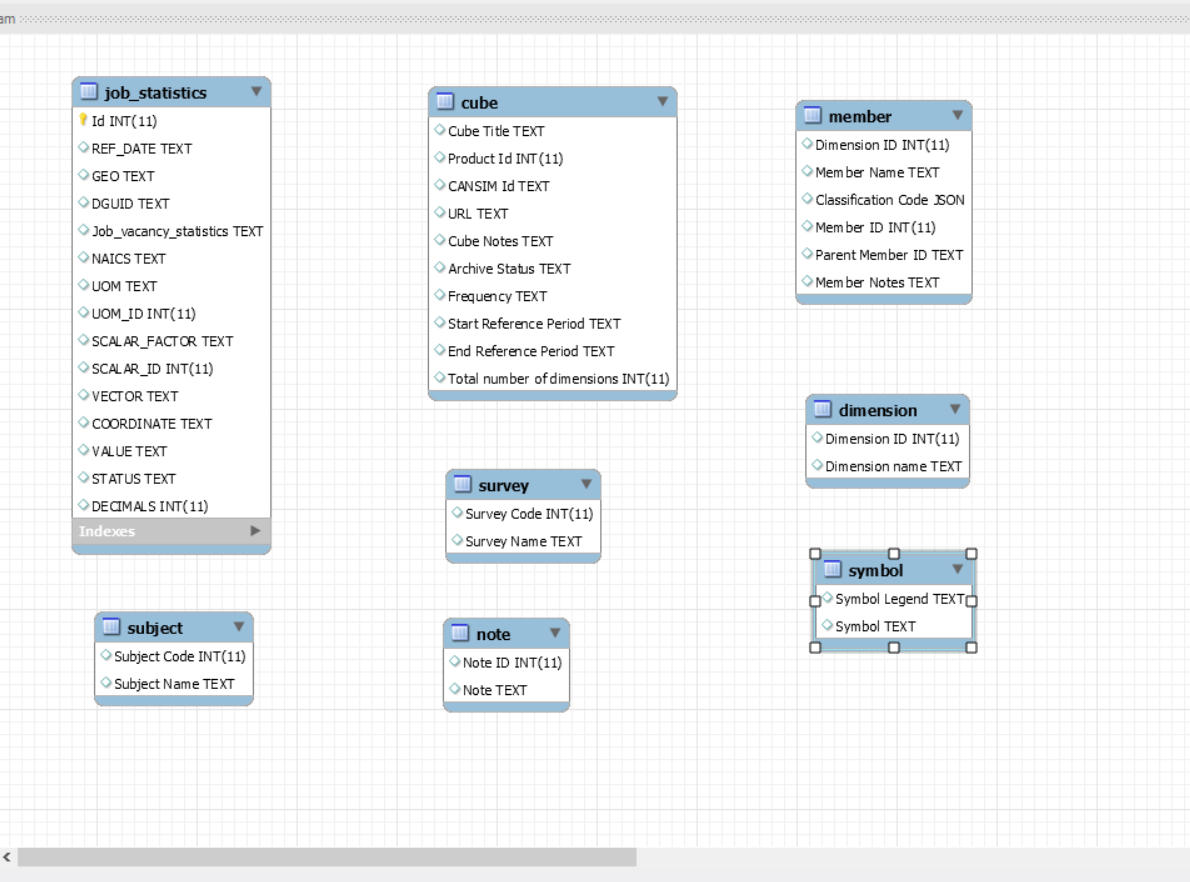 am
job_statistics
Id INT(11)
REF_DATE TEXT
GEO TEXT
DGUID TEXT
Job_vacancy_statistics TEXT
NAICS TEXT
UOM TEXT
UOM_ID INT(11)
SCALAR_FACTOR TEXT
SCALAR_ID INT(11)
VECTOR TEXT
COORDINATE TEXT
VALUE TEXT
STATUS TEXT
DECIMALS INT(11)
Indexes
subject
Subject Code INT(11)
Subject Name TEXT
cube
Cube Title TEXT
Product Id INT(11)
CANSIM Id TEXT
URL TEXT
Cube Notes TEXT
Archive Status TEXT
Frequency TEXT
Start Reference Period TEXT
End Reference Period TEXT
Total number of dimensions INT(11)
survey
Survey Code INT(11)
Survey Name TEXT
note
Note ID INT(11)
Note TEXT
member
Dimension ID INT(11)
Member Name TEXT
Classification Code JSON
Member ID INT(11)
Parent Member ID TEXT
Member Notes TEXT
dimension
Dimension ID INT(11)
Dimension name TEXT
symbol
Symbol Legend TEXT
Symbol TEXT